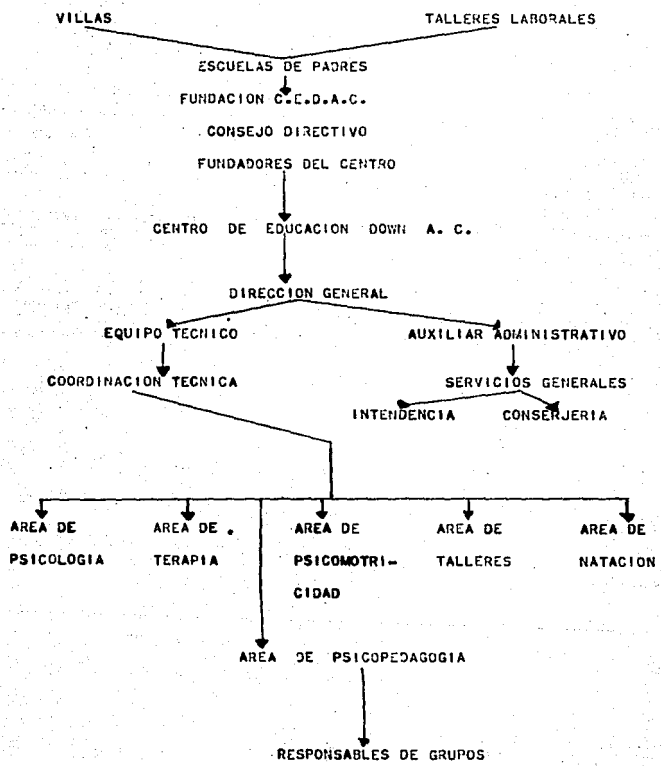 VILLAS TALLERES LABORALES
ESCUELAS DE PADRES
FUNDACION C.E.D.A.C.
CONSEJO DIRECTIVO
FUNDADORES DEL CENTRO
CENTRO DE EDUCACION DOWN A. C.
DIRECCION GENERAL
EQUIPO TECNICO AUXILIAR ADMINISTRATIVO
COORDINACION TECNICA SERVICIOS GENERALES
INTENDENCIA CONSERJERIA
AREA DE AREA DE AREA DE AREA DE AREA DE
PSICOLOGIA TERAPIA PSICOMOTRI- TALLERES NATACION
CIDAD
AREA DE PSICOPEDAGOGIA
RESPONSABLES DE GRUPOS